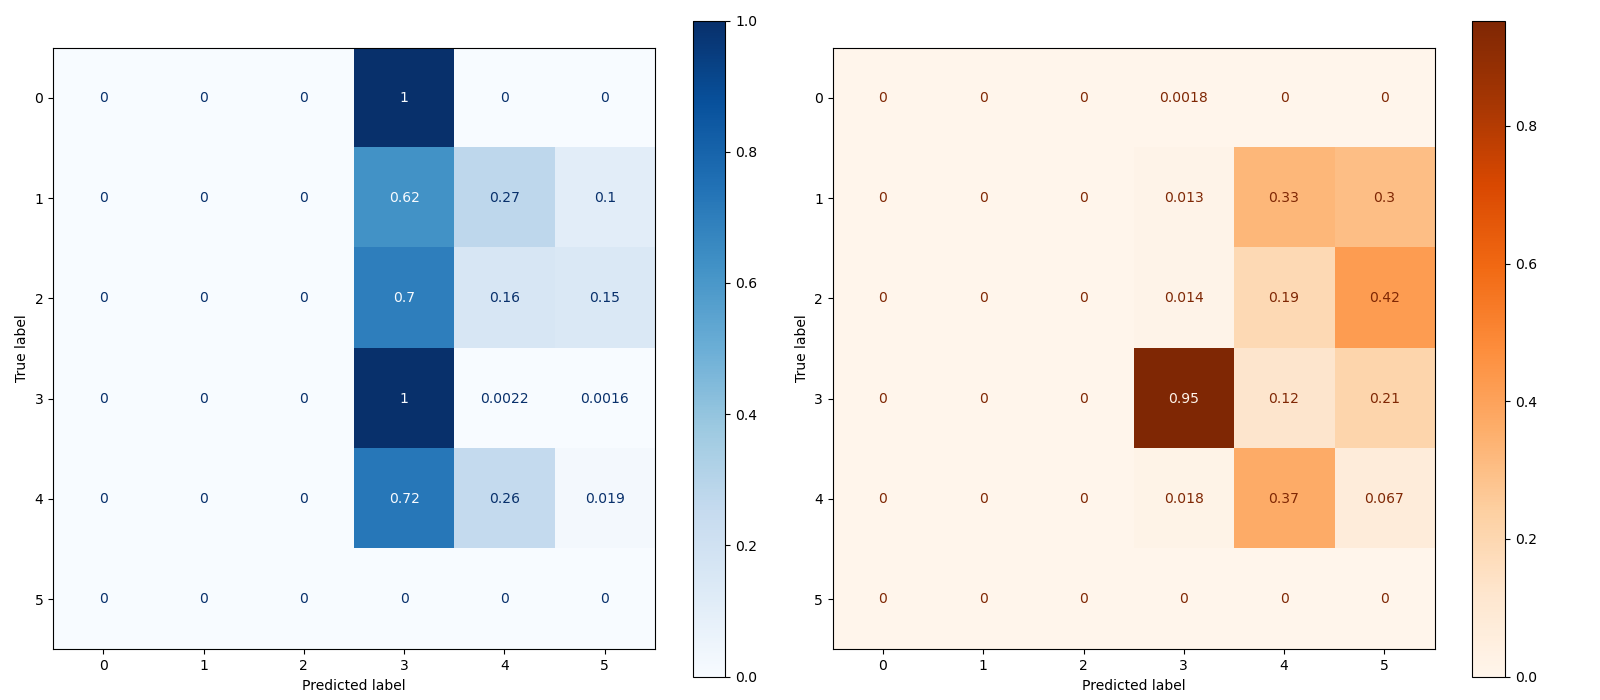 1.0
0 0 0 0 1 0 0
0.8
1 0 0 0 0.62 0.27 0.1
2 0 0 0 0.7 0.16 0.15
0.6
True label
3 0 0 0 1 0.0022 0.0016
0.4
4 0 0 0 0.72 0.26 0.019
0.2
5 0 0 0 0 0 0
0.0
0 1 2 3 4 5
Predicted label
0 0 0 0 0.0018 0 0
0.8
1 0 0 0 0.013 0.33 0.3
0.6
2 0 0 0 0.014 0.19 0.42
True label
3 0 0 0 0.95 0.12 0.21
0.4
4 0 0 0 0.018 0.37 0.067
0.2
5 0 0 0 0 0 0
0.0
0 1 2 3 4 5
Predicted label